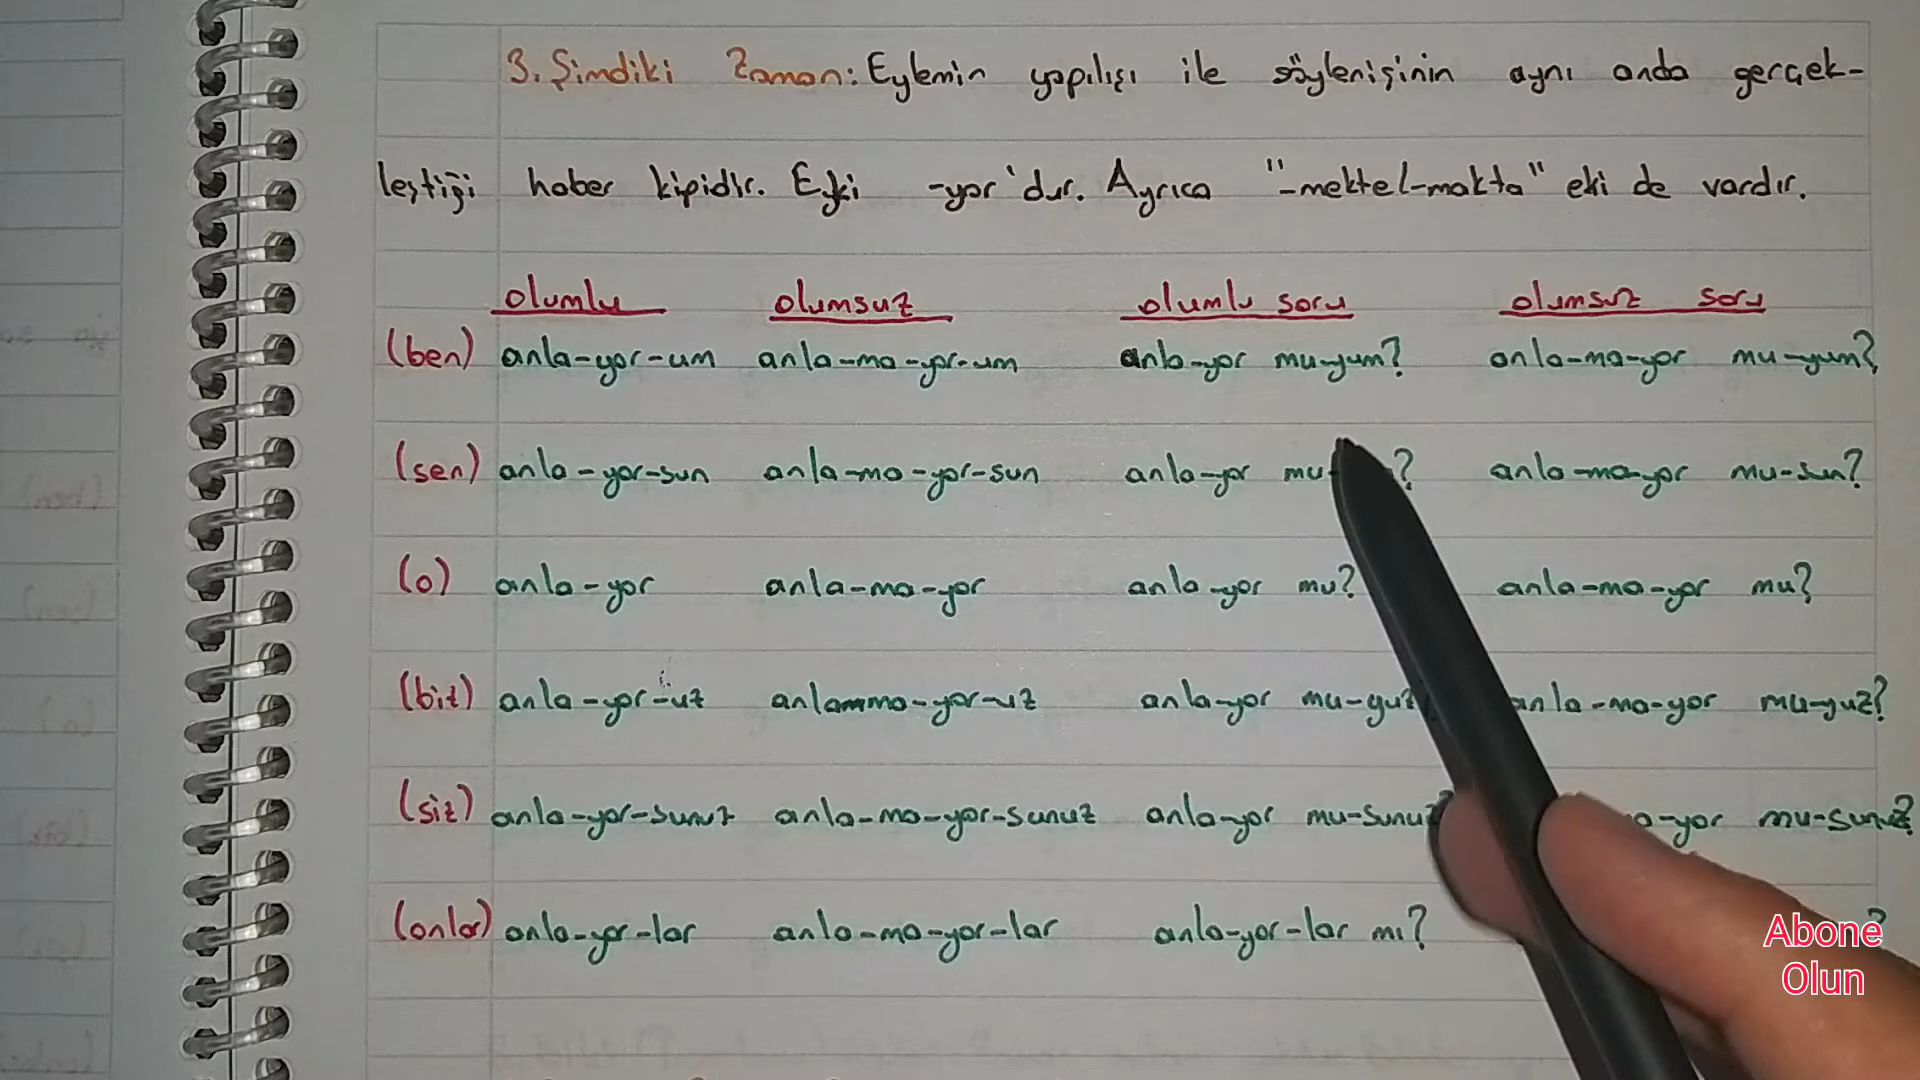 3. Şimdiki Zaman: Eylemin yapılışı ile söylenişinin aynı anda gerçek-
leştiği haber kipidir. Eki -yor'dur. Ayrıca "-mekte/-makta" eki de vardır.
olumlu olumsuz olumlu soru olumsuz soru
(ben) anla-yor-um anla-ma-yor-um anla-yor mu-yum? anla-ma-yor mu-yum?
(sen) anla-yor-sun anla-ma-yor-sun anla-yor mu- ? anla-ma-yor mu-sun?
(o) anla-yor anla-ma-yor anla-yor mu? anla-ma-yor mu?
(biz) anla-yor-uz anlamma-yor-uz anla-yor mu-yuz anla-ma-yor mu-yuz?
(siz) anla-yor-sunuz anla-ma-yor-sunuz anla-yor mu-sunuz a-yor mu-sunuz?
(onlar) anla-yor-lar anla-ma-yor-lar anla-yor-lar mı? ?
Abone
Olun